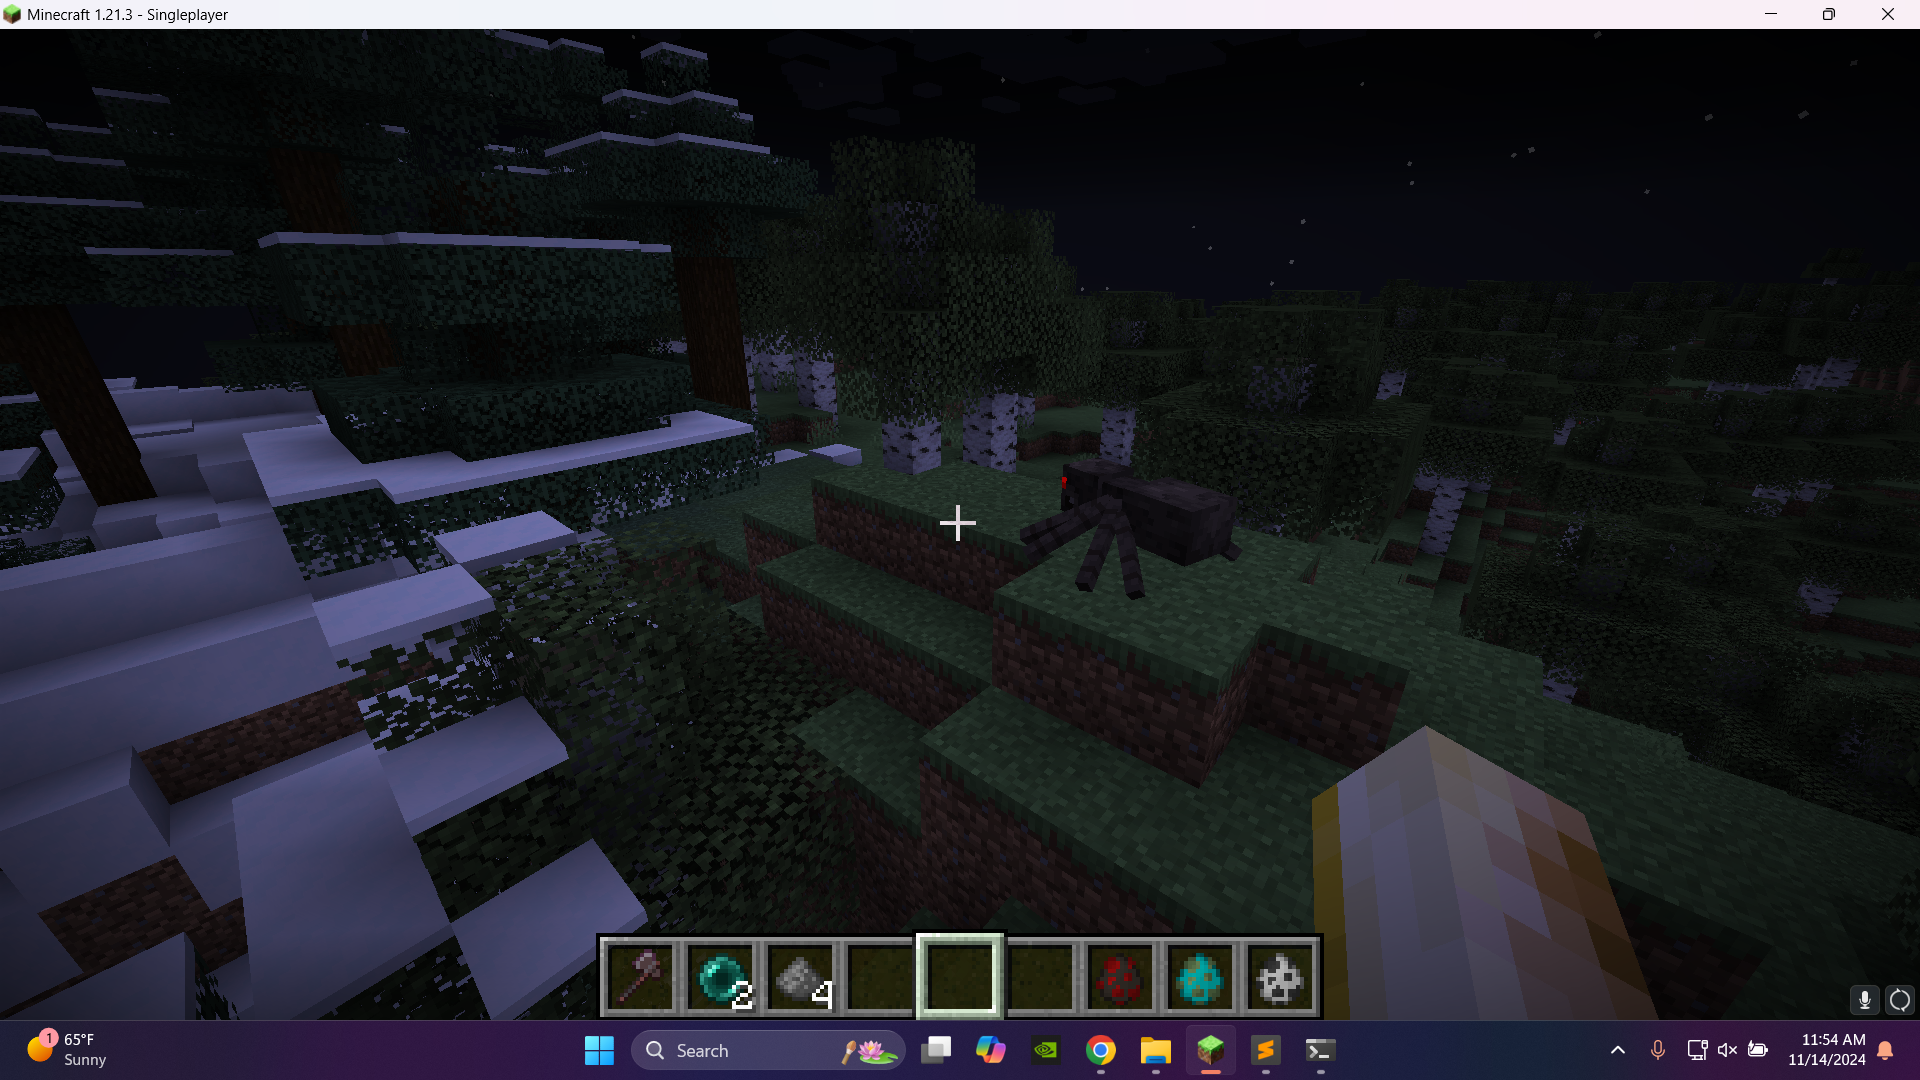 Minecraft 1.21.3 - Singleplayer
2
4
1
65°F
Sunny
Search
11:54 AM
11/14/2024